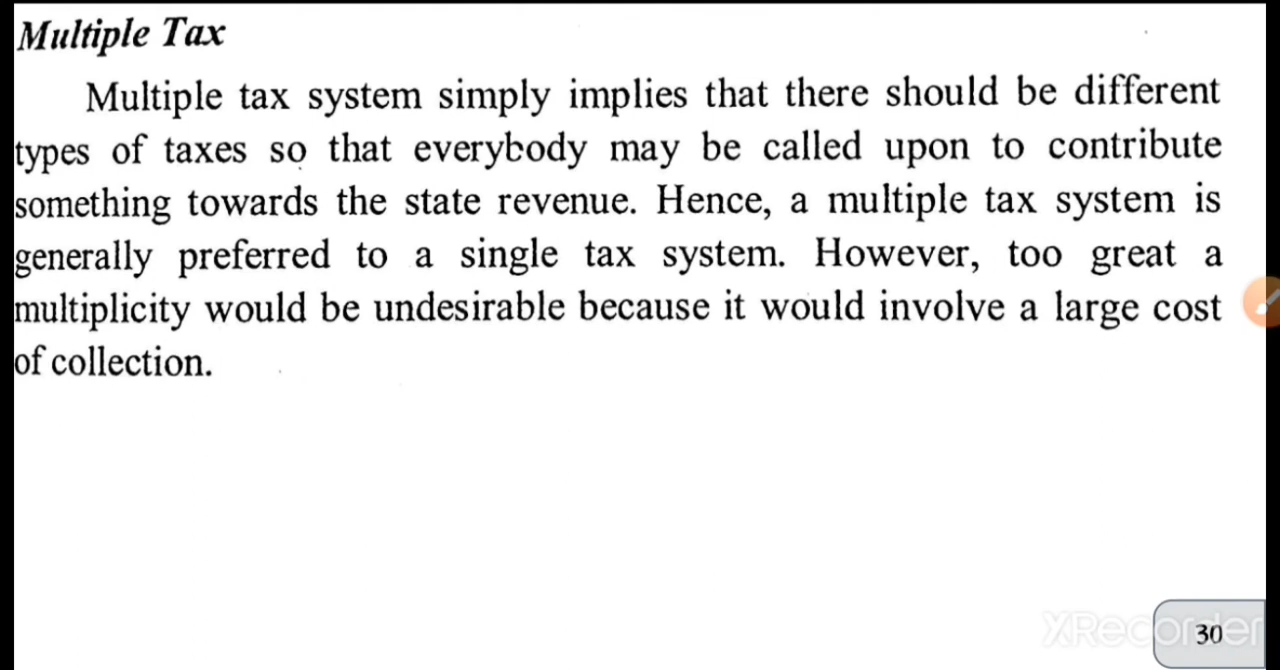 Multiple Tax
Multiple tax system simply implies that there should be different
types of taxes so that everybody may be called upon to contribute
something towards the state revenue. Hence, a multiple tax system is
generally preferred to a single tax system. However, too great a
multiplicity would be undesirable because it would involve a large cost
of collection.
XRecorder
30